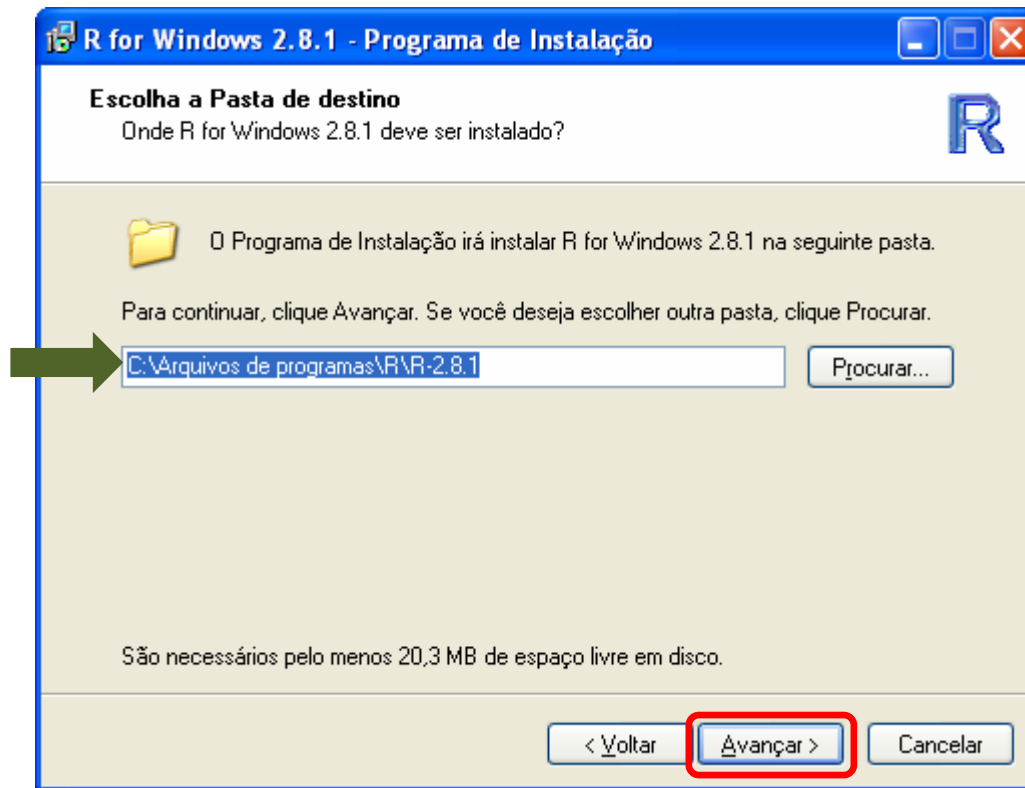 R for Windows 2.8.1 - Programa de Instalação
Escolha a Pasta de destino
Onde R for Windows 2.8.1 deve ser instalado?
R
O Programa de Instalação irá instalar R for Windows 2.8.1 na seguinte pasta.
Para continuar, clique Avançar. Se você deseja escolher outra pasta, clique Procurar.
C:\Arquivos de programas\R\R-2.8.1
Procurar...
São necessários pelo menos 20,3 MB de espaço livre em disco.
< Voltar
Avançar >
Cancelar